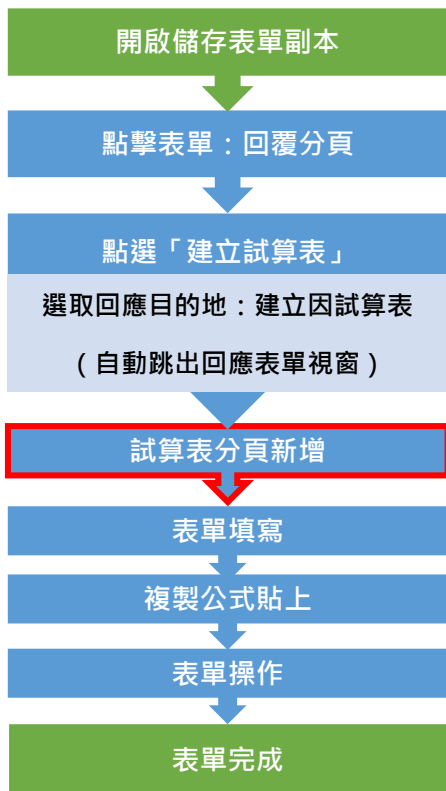 開啟儲存表單副本
點擊表單：回覆分頁
點選「建立試算表」
選取回應目的地：建立因試算表
（自動跳出回應表單視窗）
試算表分頁新增
表單填寫
複製公式貼上
表單操作
表單完成